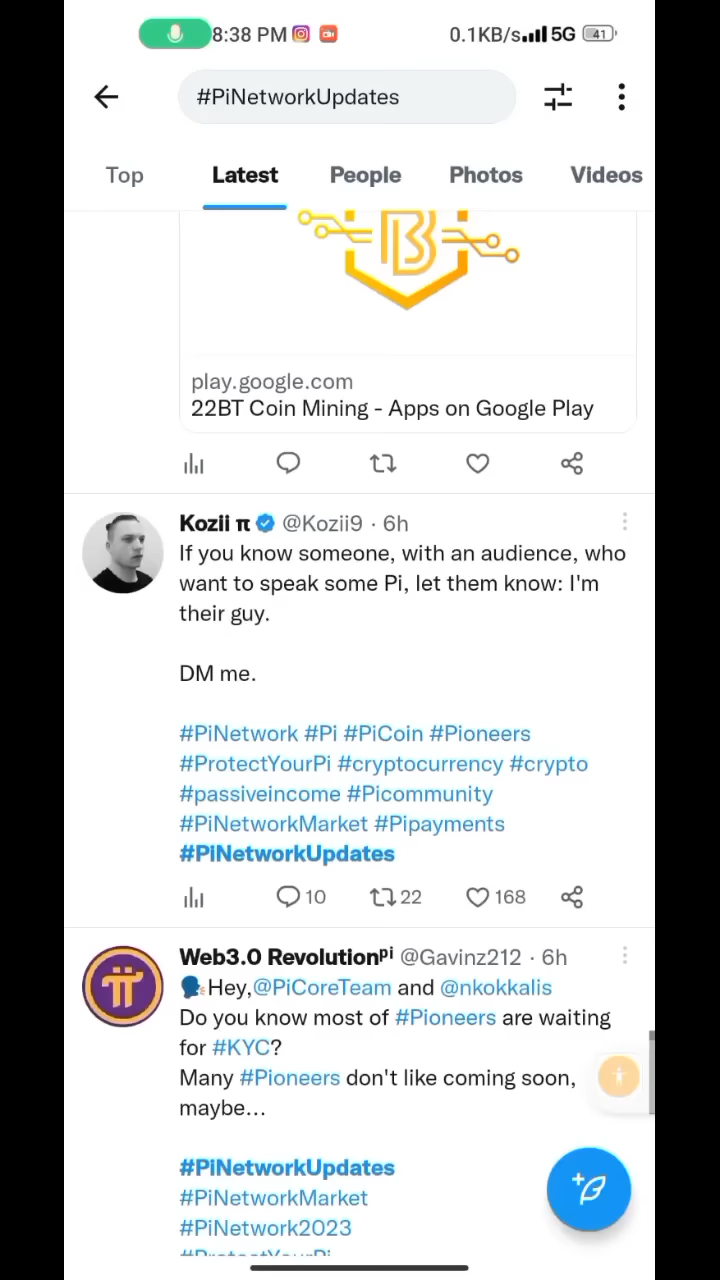 8:38 PM 0.1KB/s 5G 41
#PiNetworkUpdates
Top Latest People Photos Videos
play.google.com
22BT Coin Mining - Apps on Google Play
Kozii π @Kozii9 · 6h
If you know someone, with an audience, who
want to speak some Pi, let them know: I'm
their guy.
DM me.
#PiNetwork #Pi #PiCoin #Pioneers
#ProtectYourPi #cryptocurrency #crypto
#passiveincome #Picommunity
#PiNetworkMarket #Pipayments
#PiNetworkUpdates
10 22 168
Web3.0 Revolutionᵖⁱ @Gavinz212 · 6h
🗣Hey,@PiCoreTeam and @nkokkalis
Do you know most of #Pioneers are waiting
for #KYC?
Many #Pioneers don't like coming soon,
maybe...
#PiNetworkUpdates
#PiNetworkMarket
#PiNetwork2023
#ProtectYourPi